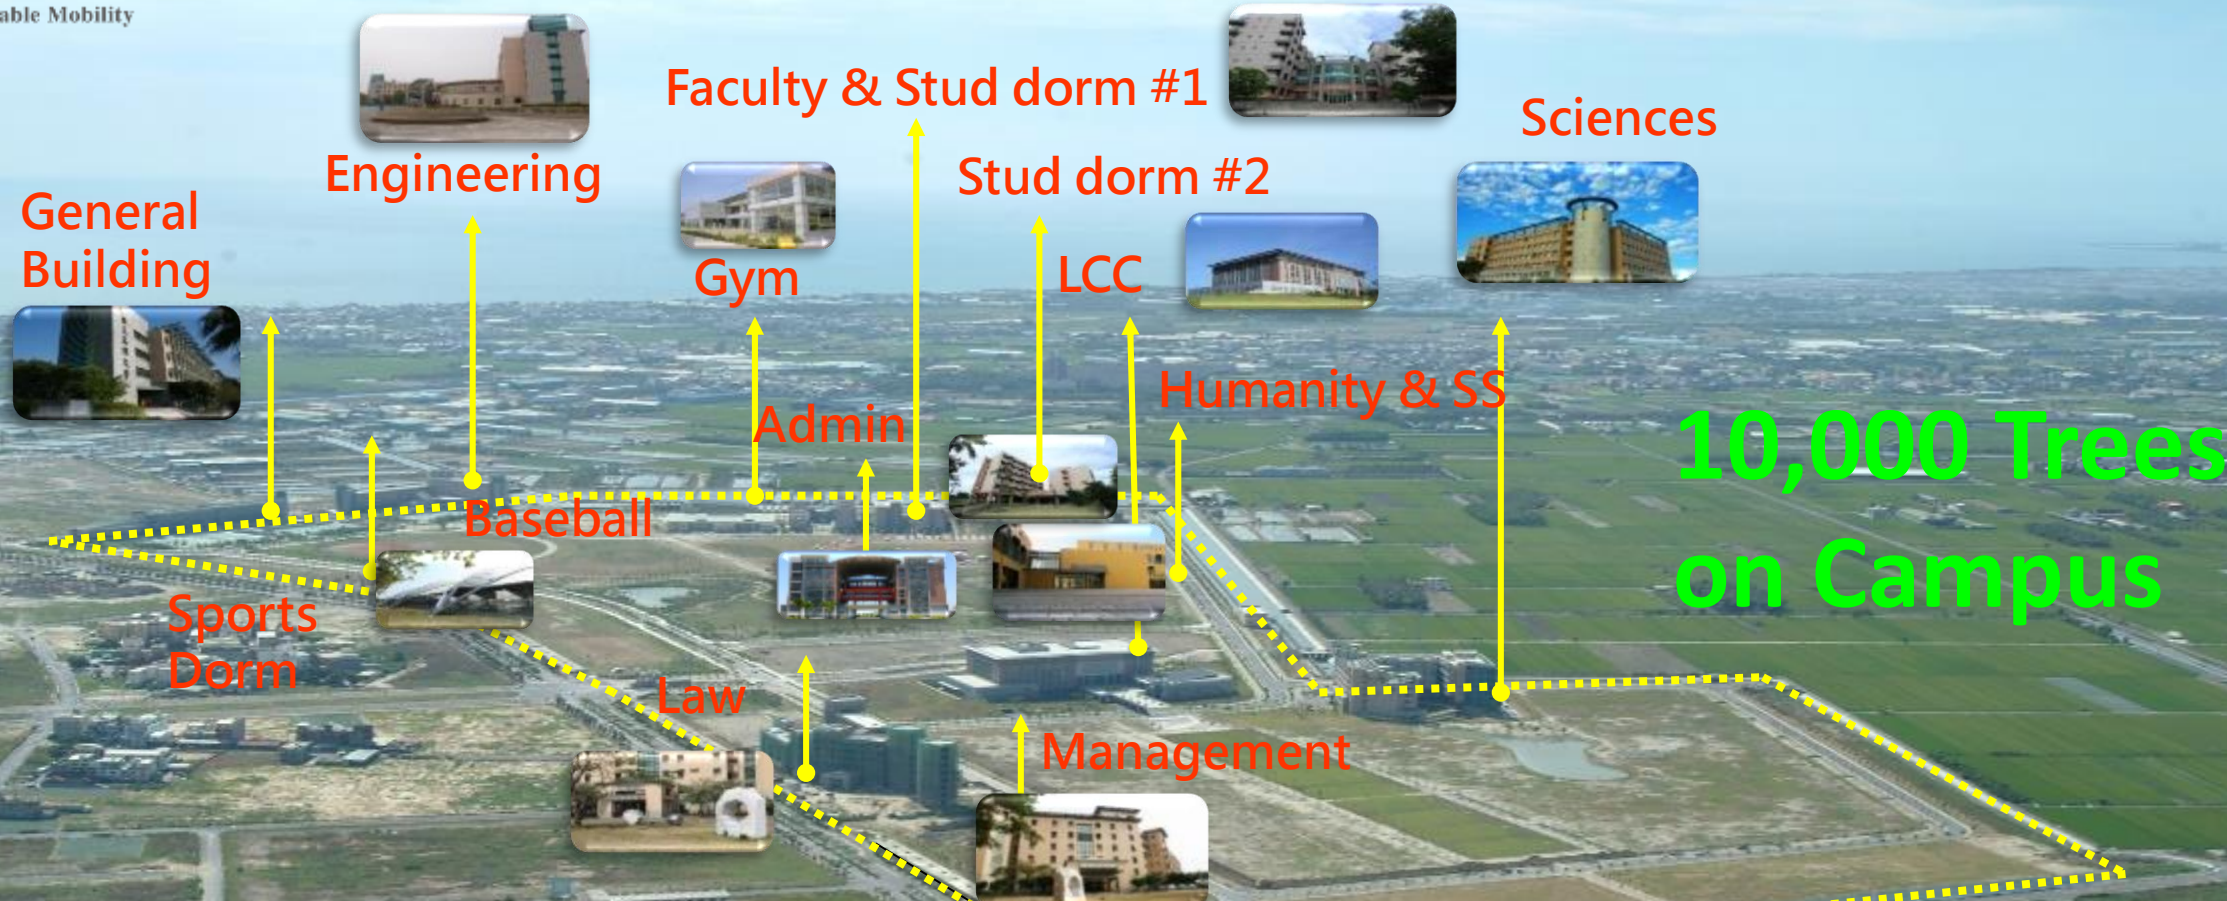 able Mobility
Faculty & Stud dorm #1
Sciences
Engineering
Stud dorm #2
General
Building
Gym
LCC
Humanity & SS
Admin
10,000 Trees
on Campus
Baseball
Sports
Dorm
Law
Management